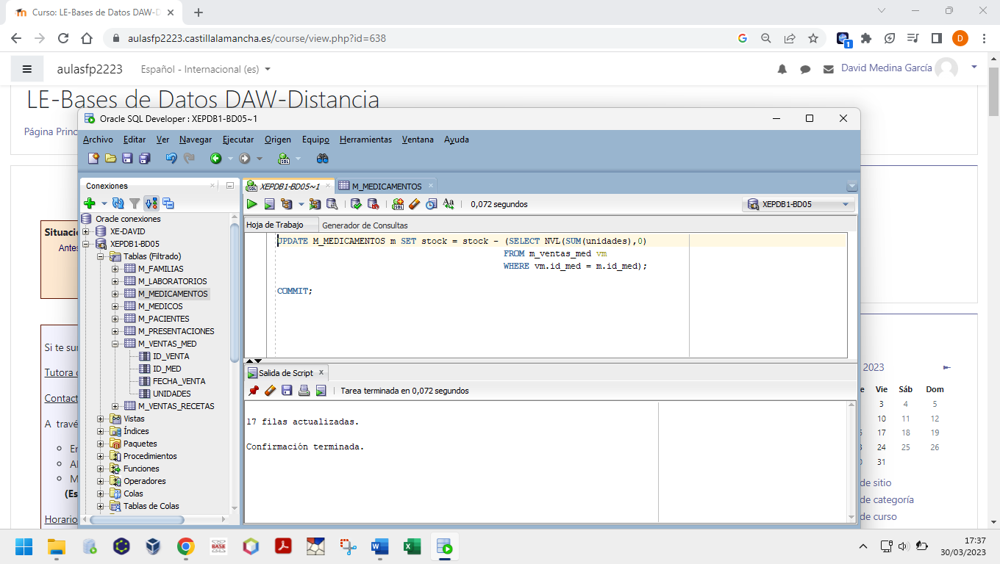 Curso: LE-Bases de Datos DAW-D
aulasfp2223.castillalamancha.es/course/view.php?id=638
1
D
aulasfp2223
Español - Internacional (es)
David Medina García
LE-Bases de Datos DAW-Distancia
Página Princ
Oracle SQL Developer : XEPDB1-BD05~1
Archivo Editar Ver Navegar Ejecutar Origen Equipo Herramientas Ventana Ayuda
Conexiones
XEPDB1-BD05~1
M_MEDICAMENTOS
0,072 segundos
XEPDB1-BD05
Hoja de Trabajo
Generador de Consultas
Oracle conexiones
XE-DAVID
XEPDB1-BD05
Tablas (Filtrado)
M_FAMILIAS
M_LABORATORIOS
M_MEDICAMENTOS
M_MEDICOS
M_PACIENTES
M_PRESENTACIONES
M_VENTAS_MED
ID_VENTA
ID_MED
FECHA_VENTA
UNIDADES
M_VENTAS_RECETAS
Vistas
Índices
Paquetes
Procedimientos
Funciones
Operadores
Colas
Tablas de Colas
UPDATE M_MEDICAMENTOS m SET stock = stock - (SELECT NVL(SUM(unidades),0)
FROM m_ventas_med vm
WHERE vm.id_med = m.id_med);
COMMIT;
Salida de Script
Tarea terminada en 0,072 segundos
17 filas actualizadas.
Confirmación terminada.
Situació
Antes
Si te sur
Tutora d
Contact
A travé
En
Al
M
(Es
Horario
2023
e Vie Sáb Dom
3 4 5
10 11 12
17 18 19
24 25 26
31
de sitio
de categoría
de curso
BASE
17:37
30/03/2023